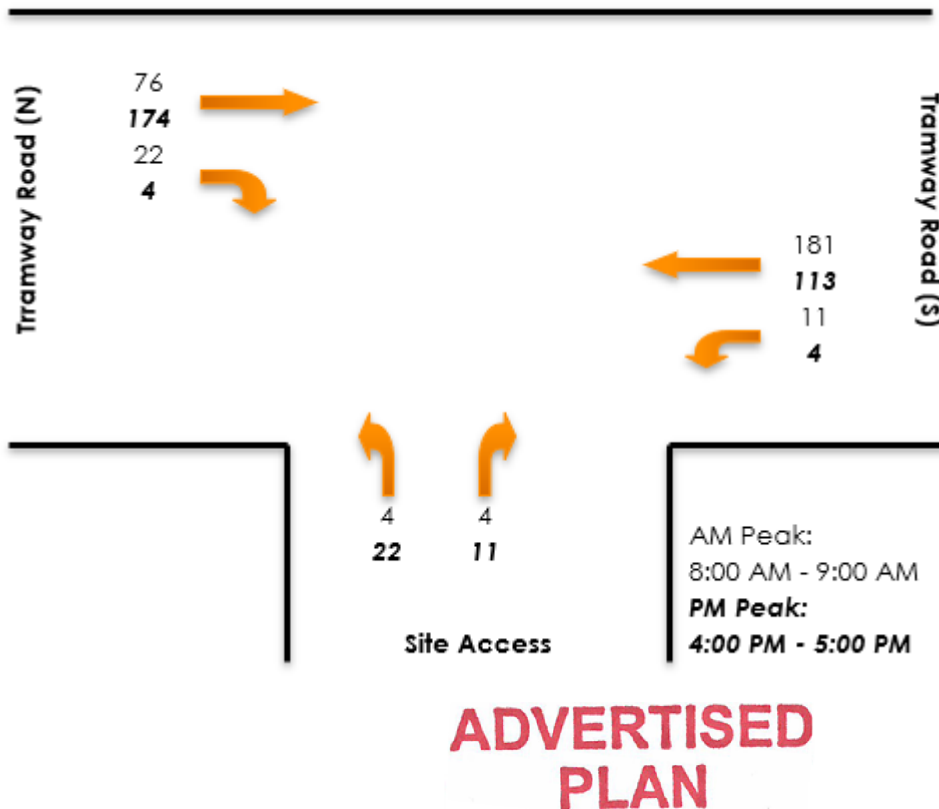 Trramway Road (N)
76
174
22
4
Tramway Road (S)
181
113
11
4
4
22
4
11
Site Access
AM Peak:
8:00 AM - 9:00 AM
PM Peak:
4:00 PM - 5:00 PM
ADVERTISED
PLAN